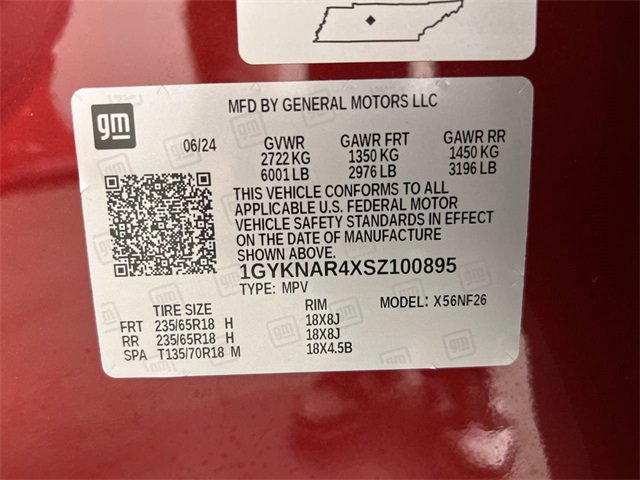 gm
MFD BY GENERAL MOTORS LLC
06/24
GVWR GAWR FRT GAWR RR
2722 KG 1350 KG 1450 KG
6001 LB 2976 LB 3196 LB
THIS VEHICLE CONFORMS TO ALL
APPLICABLE U.S. FEDERAL MOTOR
VEHICLE SAFETY STANDARDS IN EFFECT
ON THE DATE OF MANUFACTURE
SHOWN ABOVE.
1GYKNAR4XSZ100895
TYPE: MPV MODEL: X56NF26
TIRE SIZE RIM
FRT 235/65R18 H 18X8J
RR 235/65R18 H 18X8J
SPA T135/70R18 M 18X4.5B